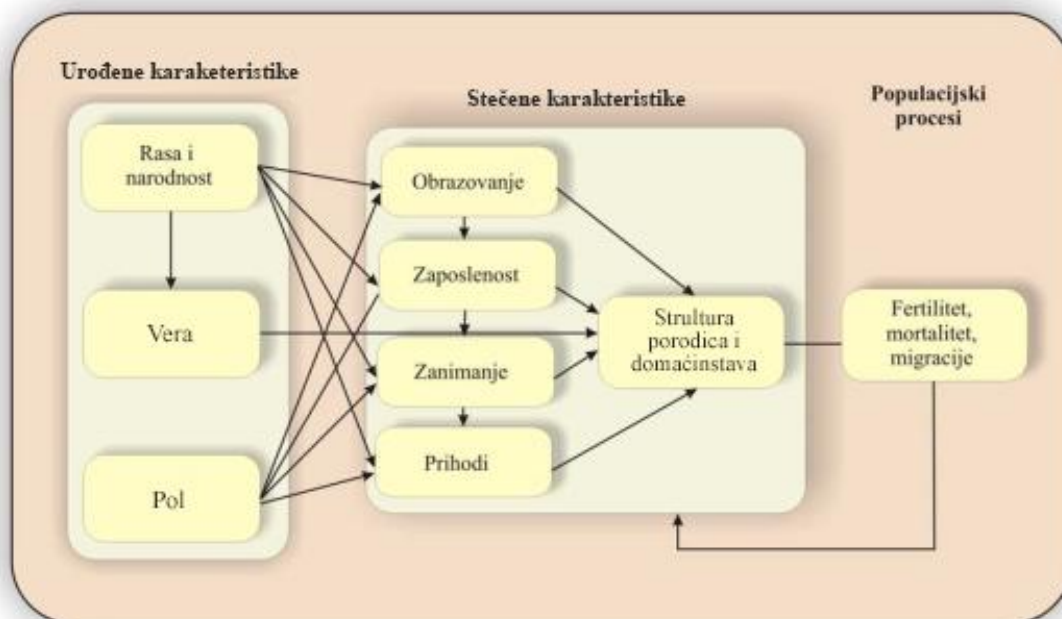 Urođene karaketeristike
Rasa i
narodnost
Vera
Pol
Stečene karakteristike
Obrazovanje
Zaposlenost
Zanimanje
Prihodi
Strultura
porodica i
domaćinstava
Populacijski
procesi
Fertilitet,
mortalitet,
migracije